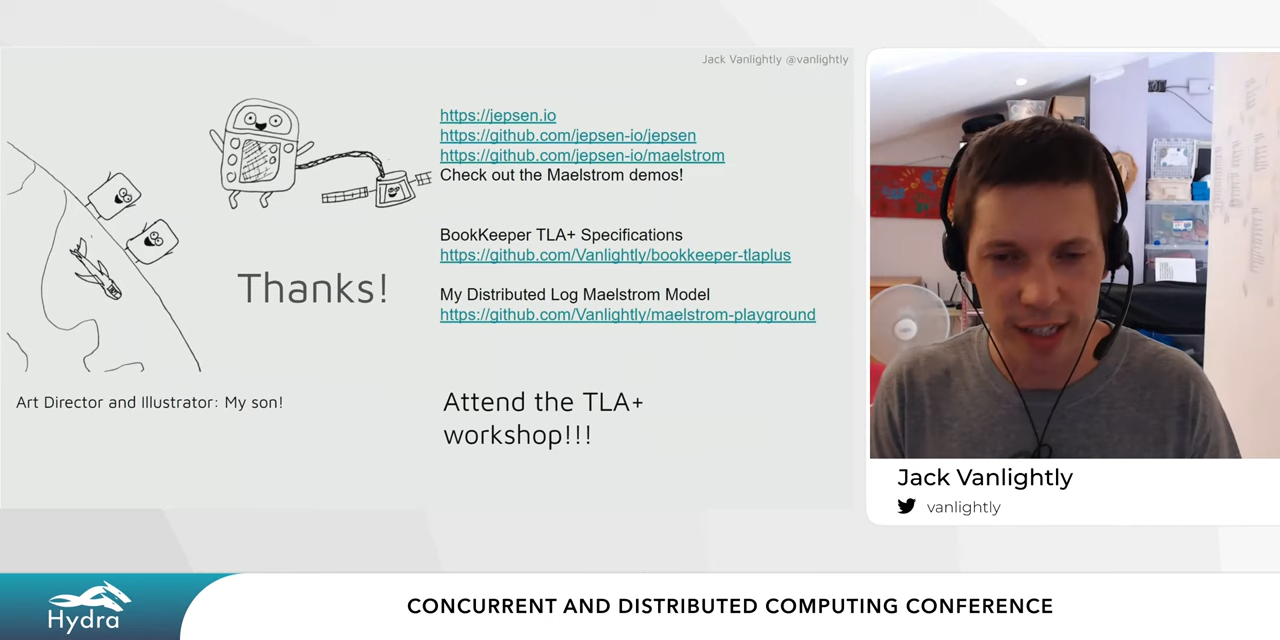 Jack Vanlightly @vanlightly
https://jepsen.io
https://github.com/jepsen-io/jepsen
https://github.com/jepsen-io/maelstrom
Check out the Maelstrom demos!
BookKeeper TLA+ Specifications
https://github.com/Vanlightly/bookkeeper-tlaplus
Thanks!
My Distributed Log Maelstrom Model
https://github.com/Vanlightly/maelstrom-playground
Art Director and Illustrator: My son!
Attend the TLA+
workshop!!!
Jack Vanlightly
vanlightly
Hydra
CONCURRENT AND DISTRIBUTED COMPUTING CONFERENCE